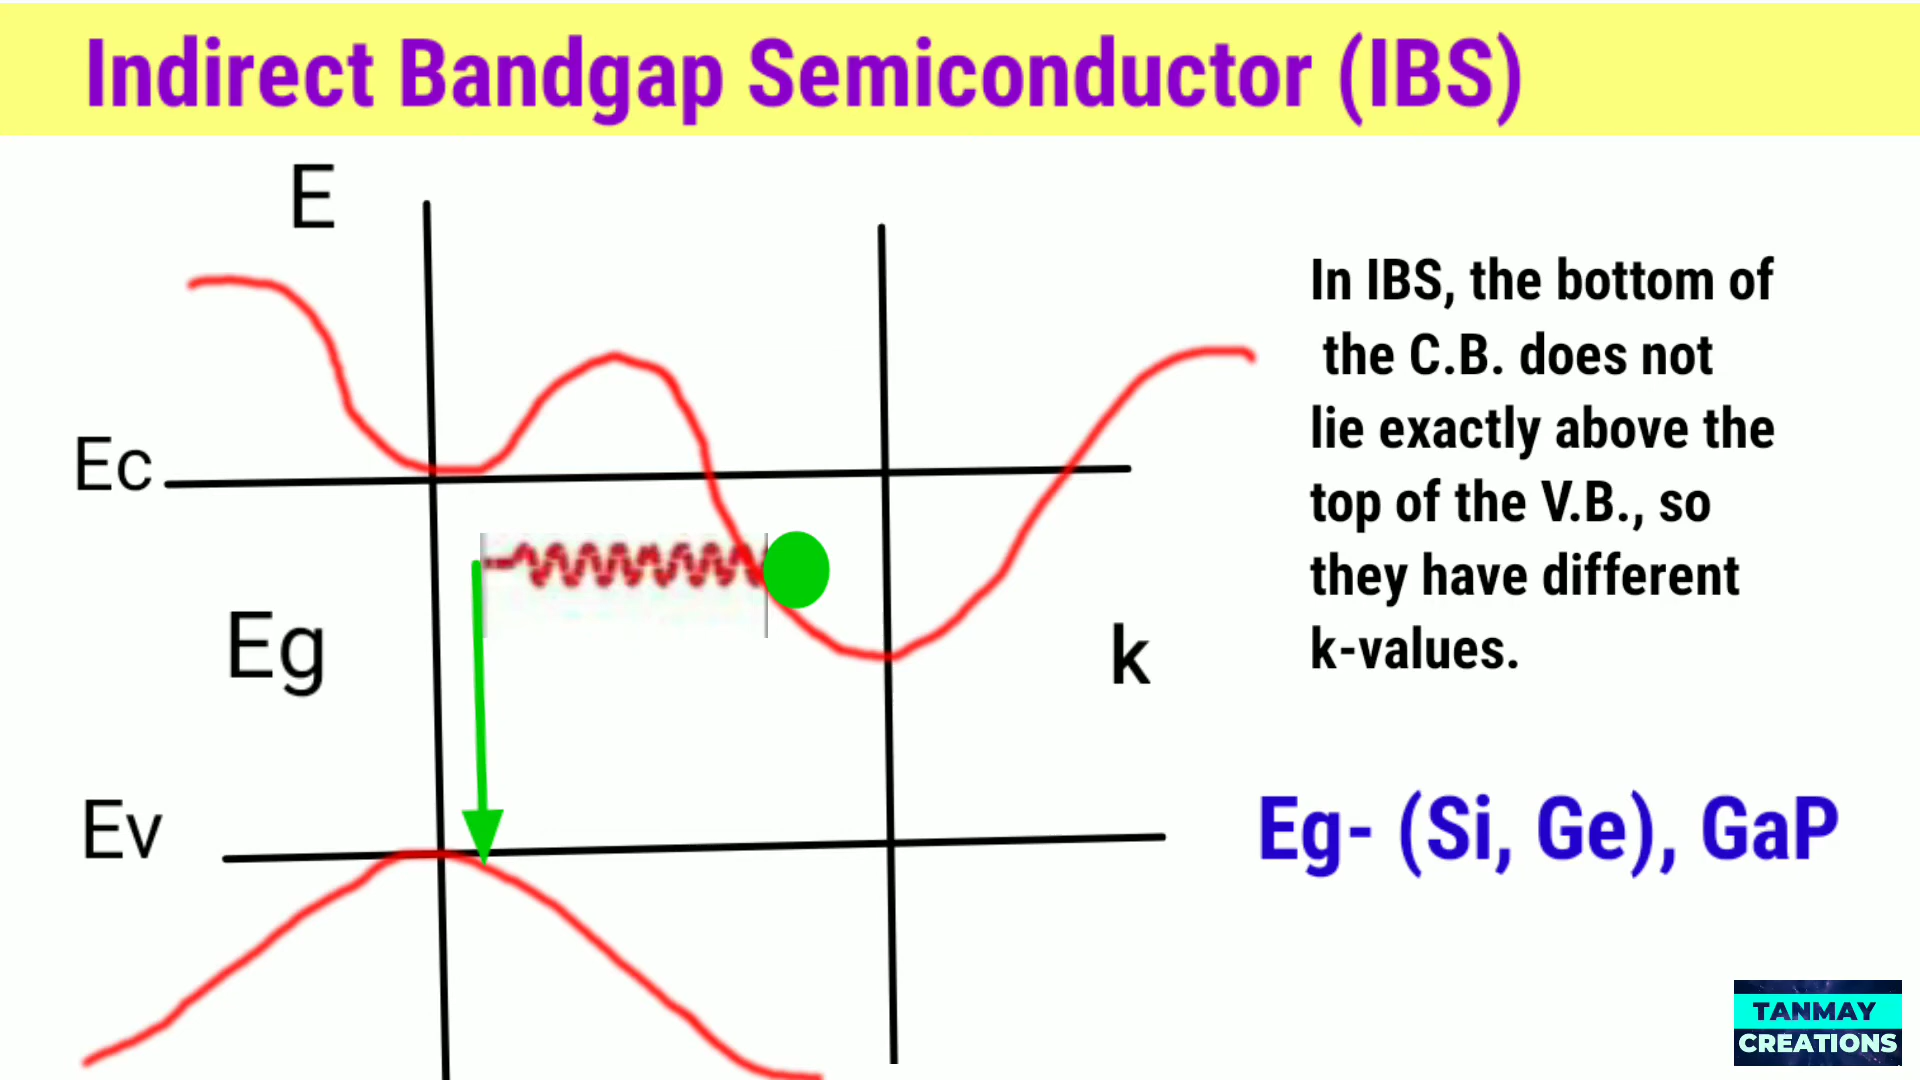 Indirect Bandgap Semiconductor (IBS)
E
Ec
Eg
Ev
k
In IBS, the bottom of
the C.B. does not
lie exactly above the
top of the V.B., so
they have different
k-values.
Eg- (Si, Ge), GaP
TANMAY
CREATIONS